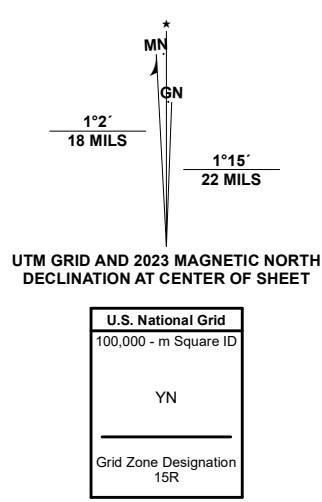 MN
GN
1°2´
18 MILS
1°15´
22 MILS
UTM GRID AND 2023 MAGNETIC NORTH
DECLINATION AT CENTER OF SHEET
U.S. National Grid
100,000 - m Square ID
YN
Grid Zone Designation
15R